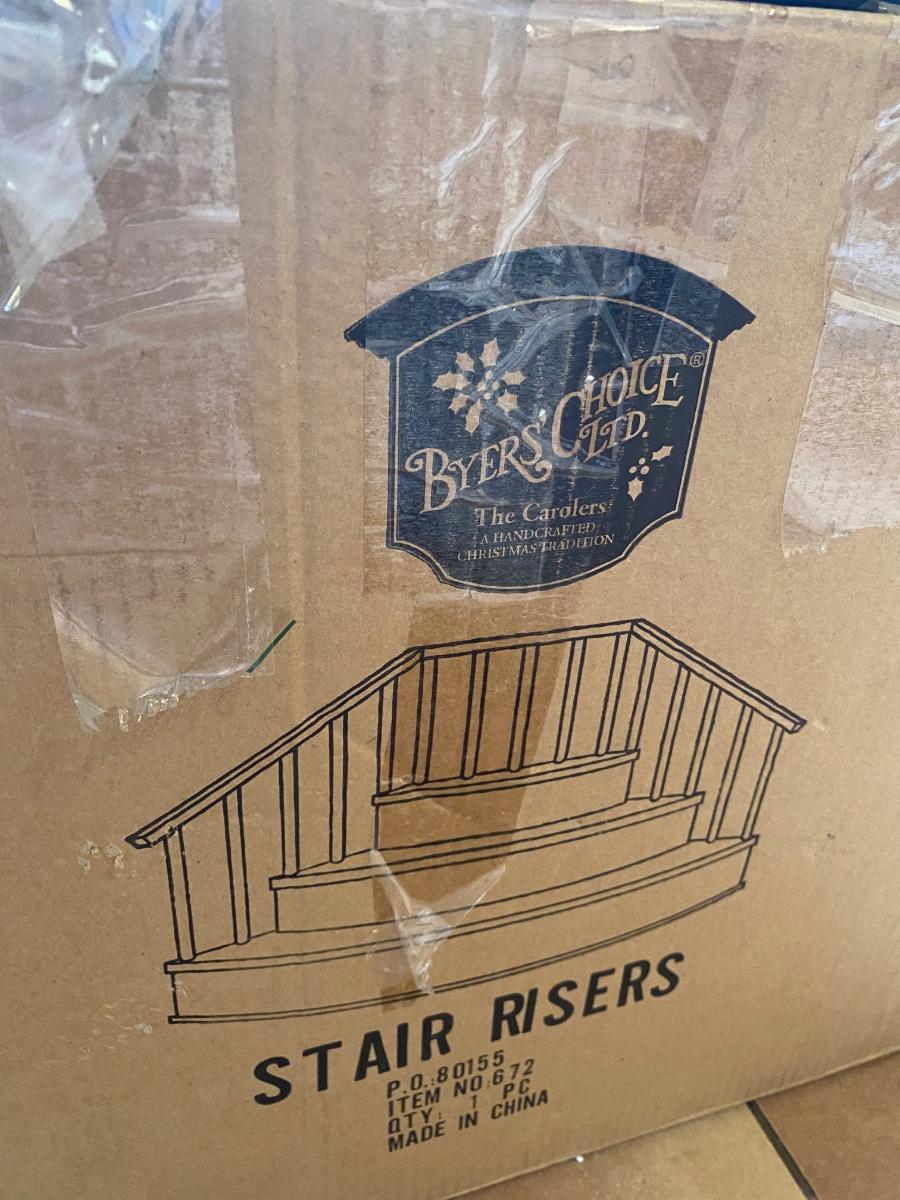 BYERS' CHOICE®
LTD.
The Carolers
A HANDCRAFTED
CHRISTMAS TRADITION
STAIR RISERS
P.O.:80155
ITEM NO:672
QTY: 1 PC
MADE IN CHINA